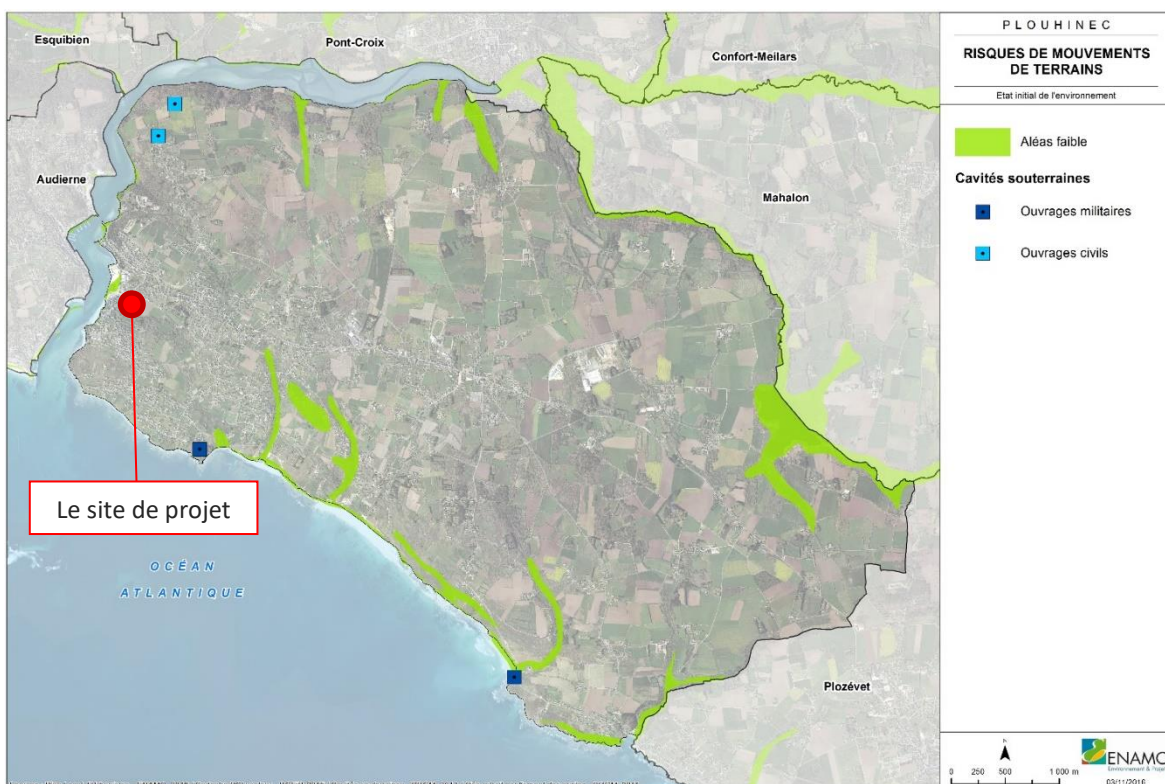 PLOUHINEC
RISQUES DE MOUVEMENTS
DE TERRAINS
Etat initial de l'environnement
Aléas faible
Cavités souterraines
Ouvrages militaires
Ouvrages civils
Esquibien
Pont-Croix
Confort-Meilars
Audierne
Mahalon
Le site de projet
OCÉAN
ATLANTIQUE
Plozévet
0 250 500 1 000 m
ENAMO
03/11/2016